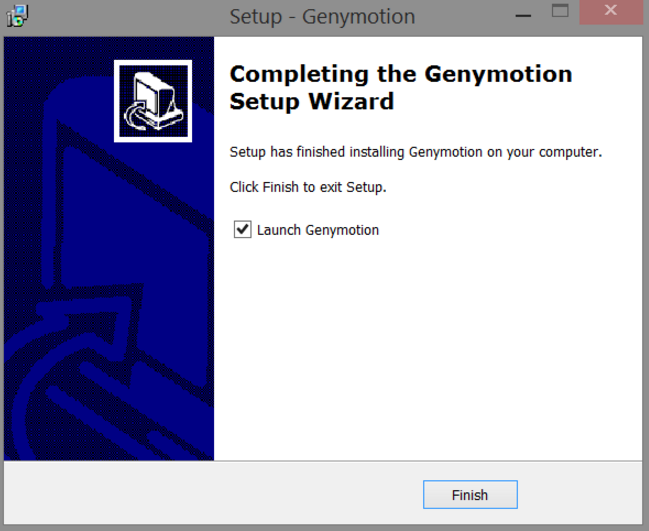 Setup - Genymotion
Completing the Genymotion
Setup Wizard
Setup has finished installing Genymotion on your computer.
Click Finish to exit Setup.
Launch Genymotion
Finish